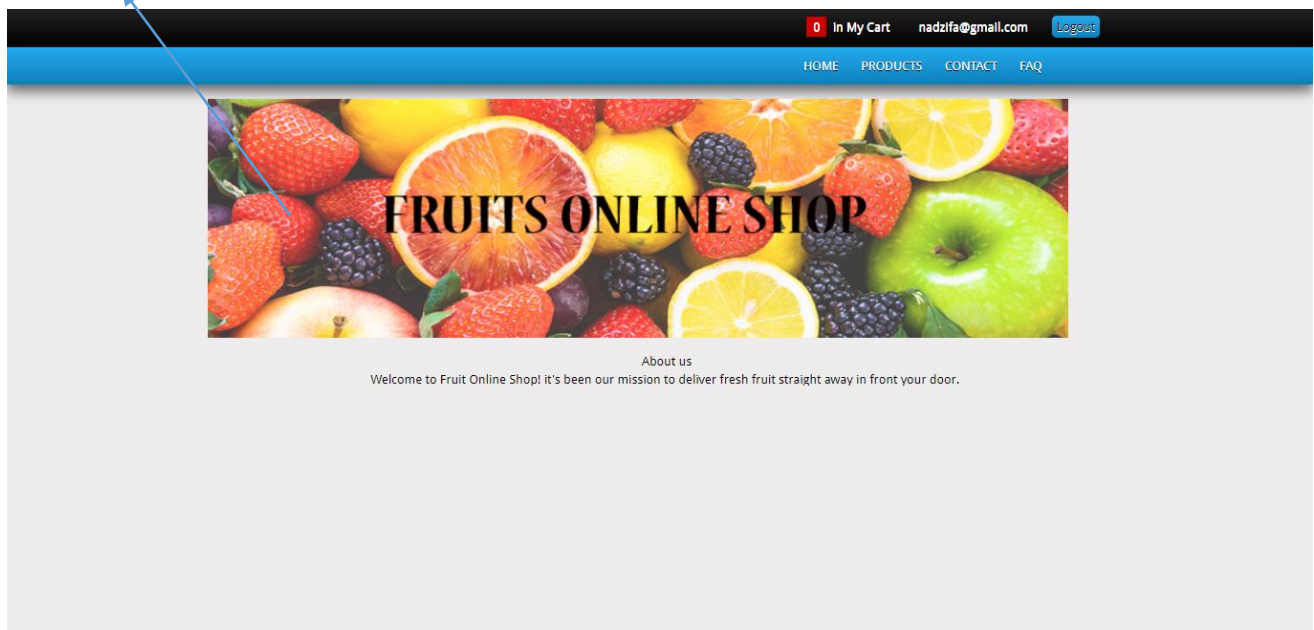 0 In My Cart nadzifa@gmail.com Logout
HOME PRODUCTS CONTACT FAQ
FRUITS ONLINE SHOP
About us
Welcome to Fruit Online Shop! it's been our mission to deliver fresh fruit straight away in front your door.